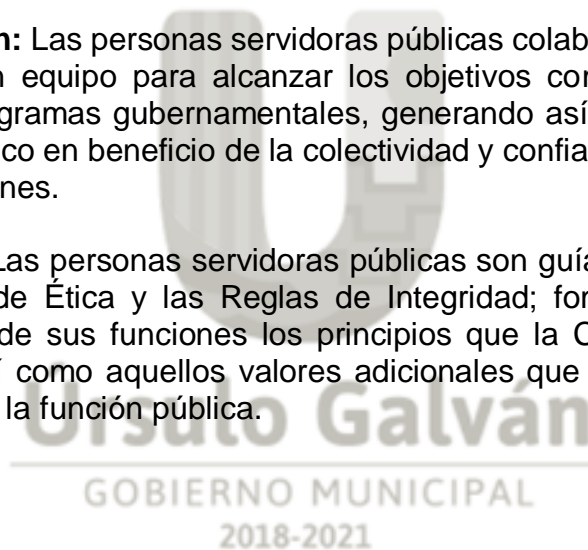 n: Las personas servidoras públicas colab
equipo para alcanzar los objetivos con
gramas gubernamentales, generando así
co en beneficio de la colectividad y confia
nes.
Las personas servidoras públicas son guía
de Ética y las Reglas de Integridad; for
de sus funciones los principios que la C
como aquellos valores adicionales que
la función pública.
Úrsulo Galván
GOBIERNO MUNICIPAL
2018-2021